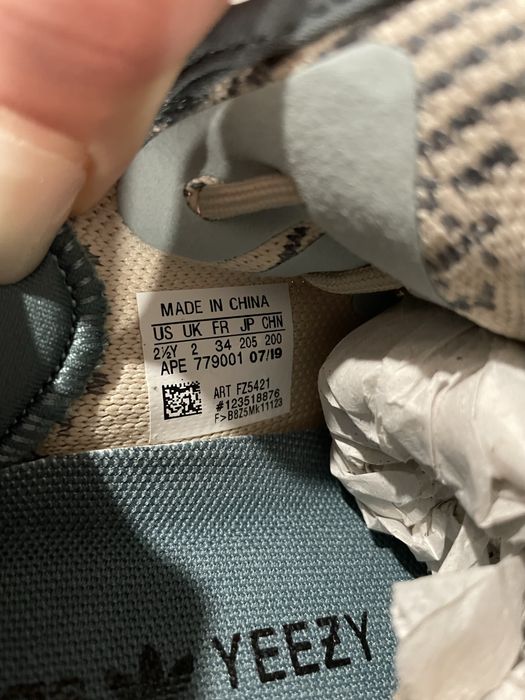 MADE IN CHINA
US UK FR JP CHN
2½Y 2 34 205 200
APE 779001 07/19
ART FZ5421
#123518876
F>B8Z5Mk11123
YEEZY